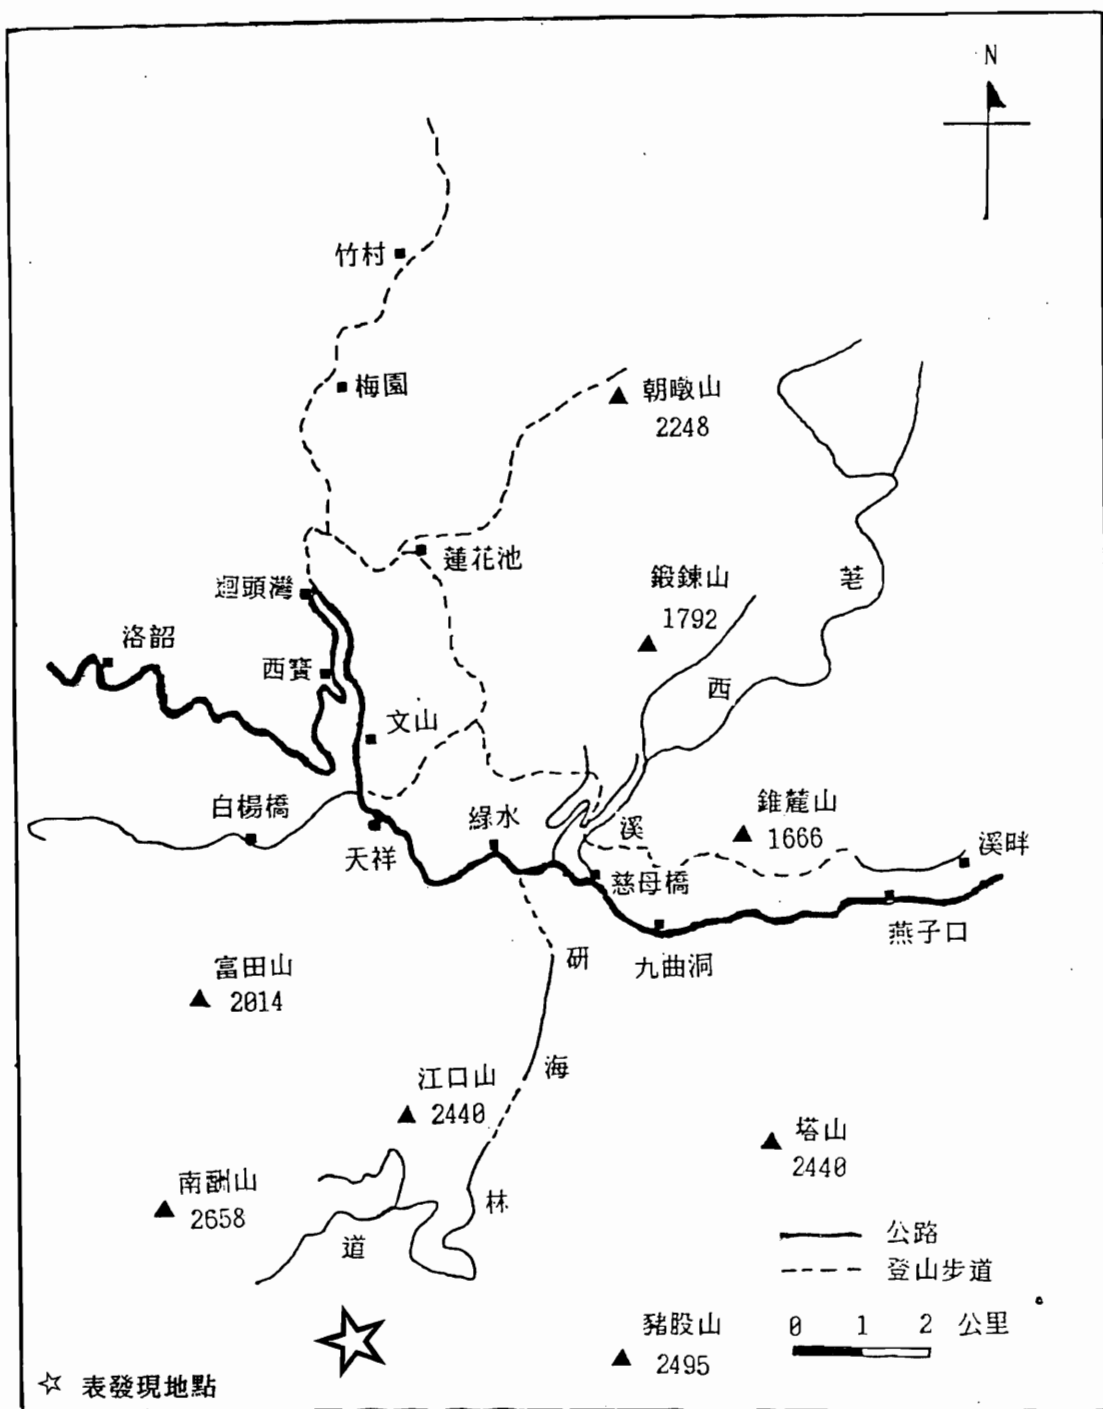 N
竹村
梅園
朝暾山
2248
蓮花池
迴頭灣
鍛鍊山
1792
荖
洛韶
西寶
西
文山
白楊橋
綠水
溪
錐麓山
1666
溪畔
天祥
慈母橋
燕子口
九曲洞
研
富田山
2014
海
江口山
2440
塔山
2440
南湖山
2658
林
道
公路
登山步道
豬股山
2495
0 1 2 公里
☆ 表發現地點